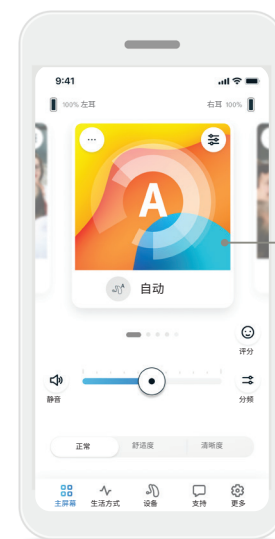 9:41
100% 左耳
右耳 100%
A
自动
评分
静音
分频
正常
舒适度
清晰度
主屏幕
生活方式
设备
支持
更多